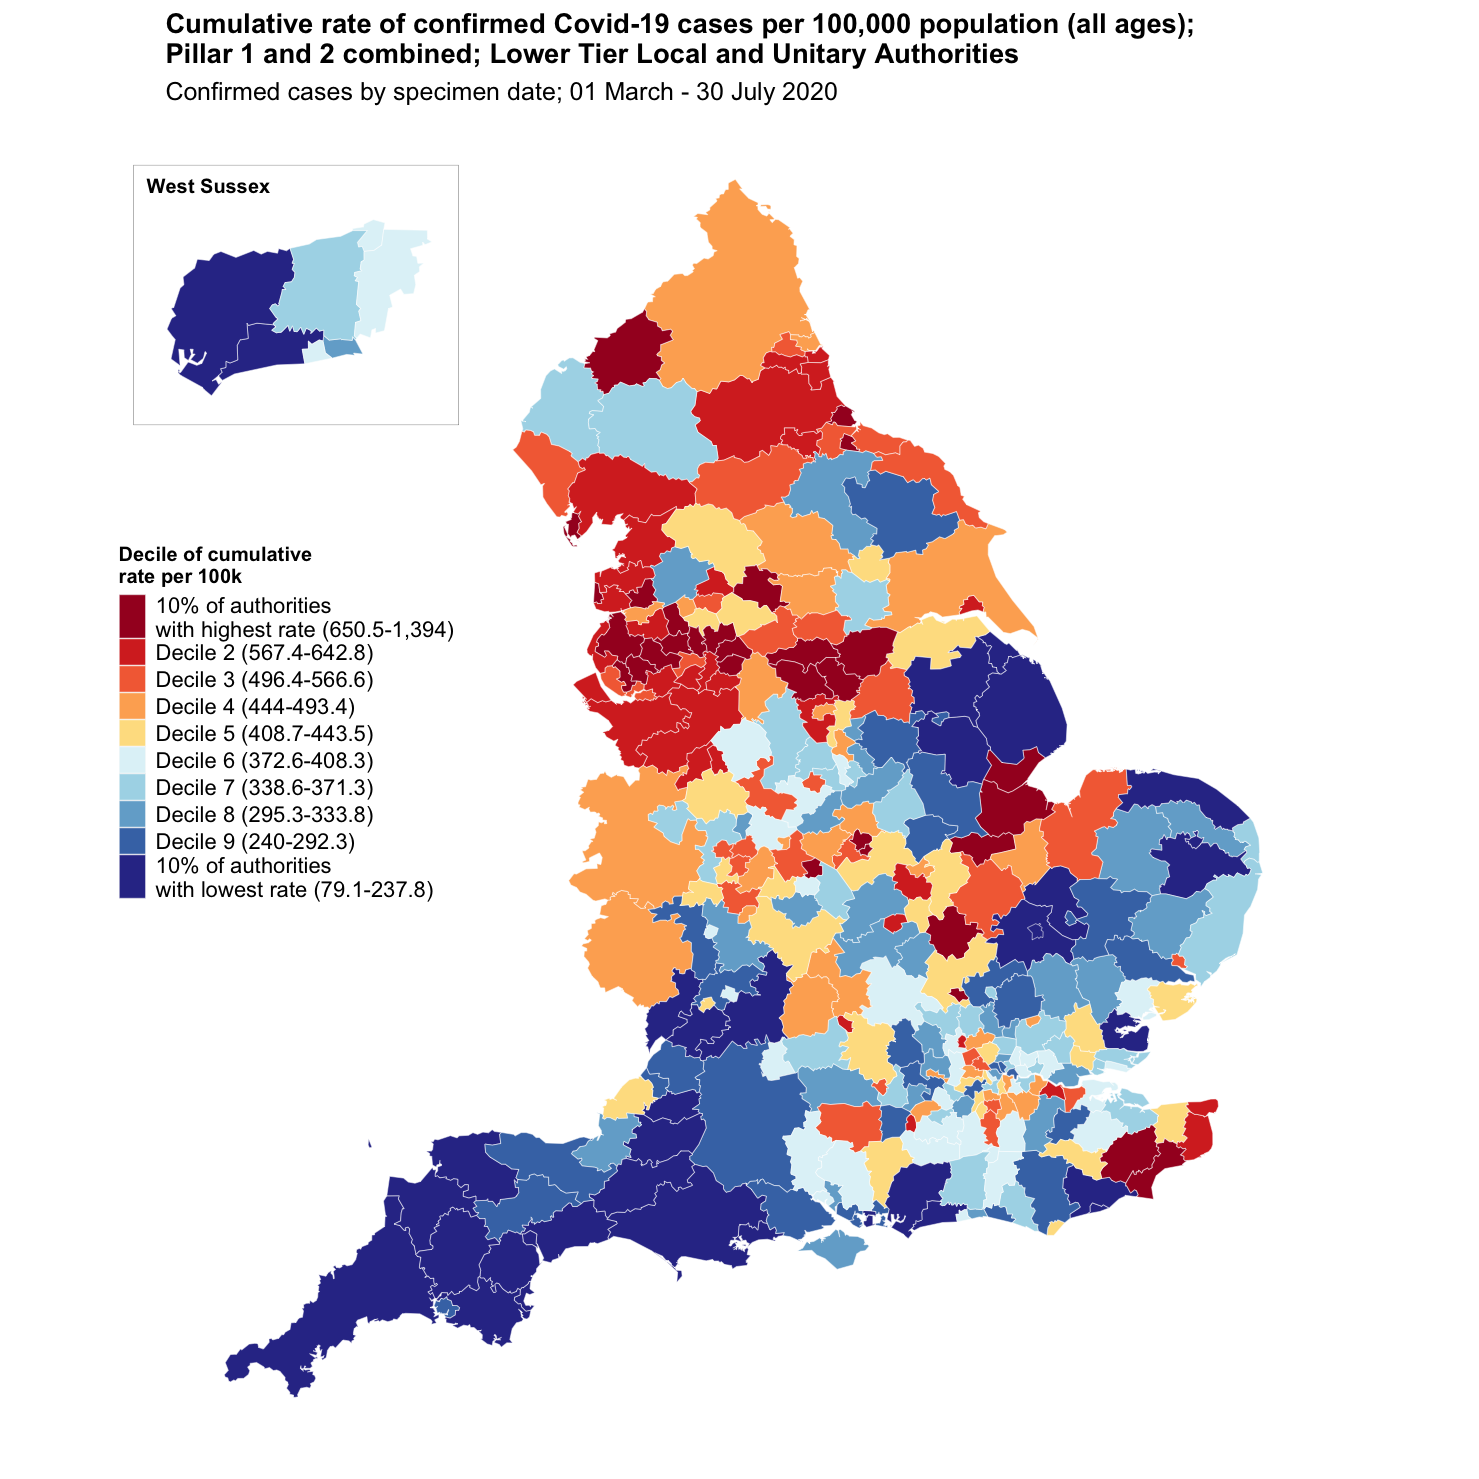 Cumulative rate of confirmed Covid-19 cases per 100,000 population (all ages);
Pillar 1 and 2 combined; Lower Tier Local and Unitary Authorities
Confirmed cases by specimen date; 01 March - 30 July 2020
West Sussex
Decile of cumulative
rate per 100k
10% of authorities
with highest rate (650.5-1,394)
Decile 2 (567.4-642.8)
Decile 3 (496.4-566.6)
Decile 4 (444-493.4)
Decile 5 (408.7-443.5)
Decile 6 (372.6-408.3)
Decile 7 (338.6-371.3)
Decile 8 (295.3-333.8)
Decile 9 (240-292.3)
10% of authorities
with lowest rate (79.1-237.8)